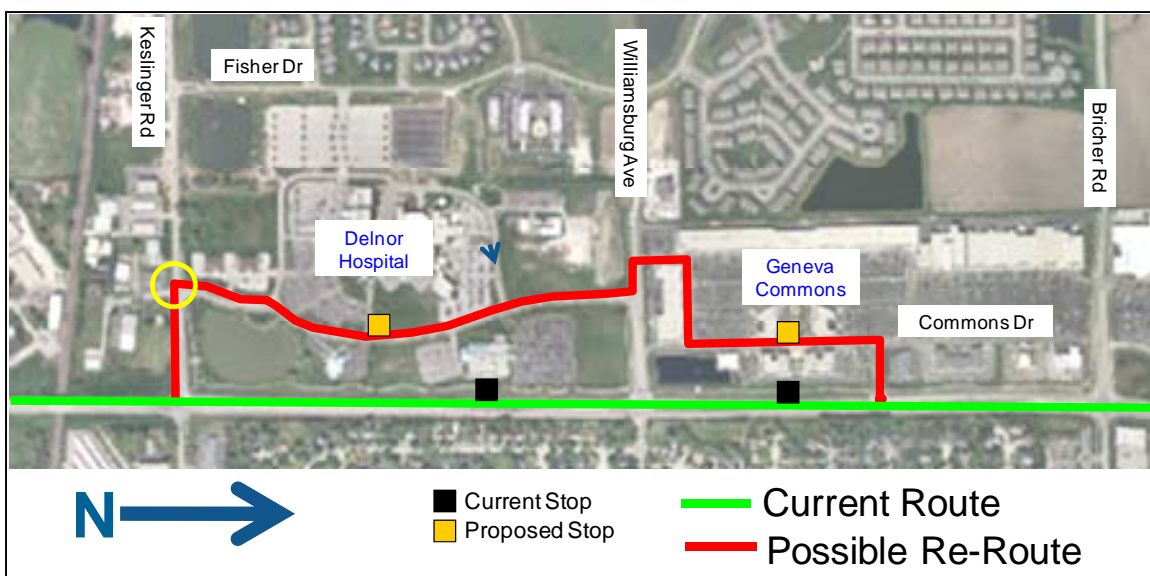 Keslinger Rd
Fisher Dr
Williamsburg Ave
Bricher Rd
Delnor
Hospital
Geneva
Commons
Commons Dr
N
Current Stop
Proposed Stop
Current Route
Possible Re-Route